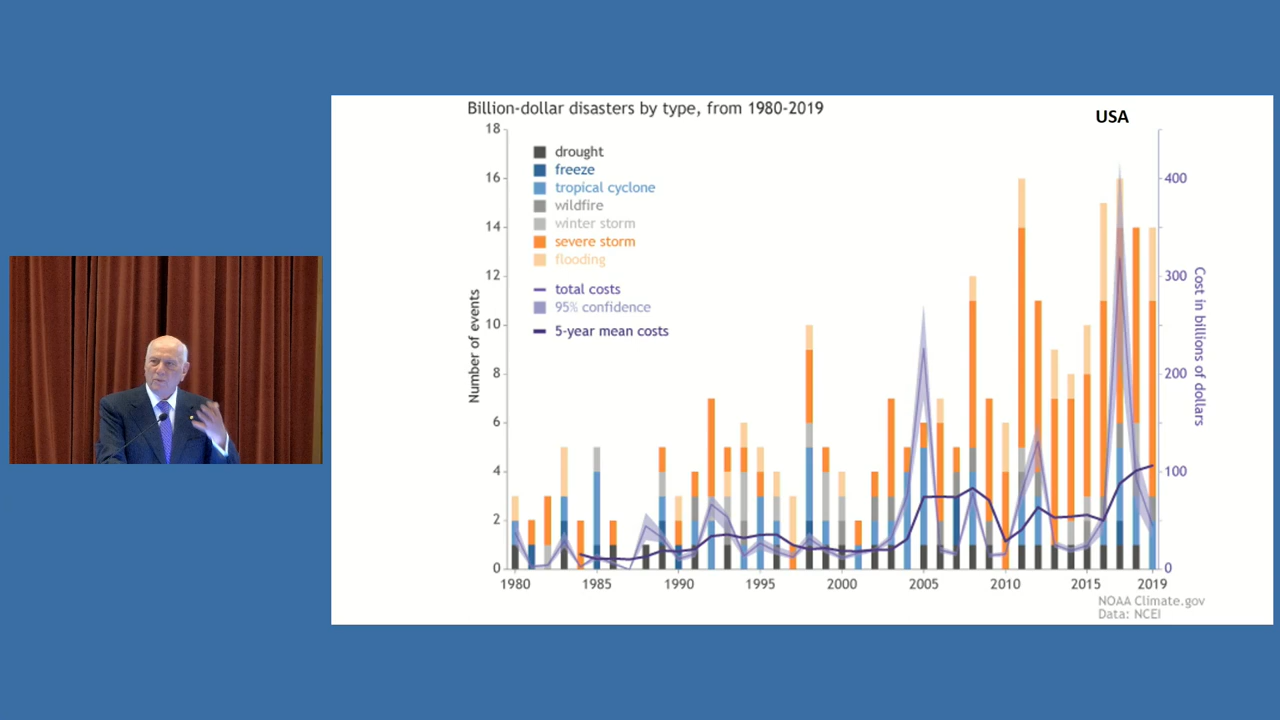 Billion-dollar disasters by type, from 1980-2019
USA
18
16
14
12
10
8
6
4
2
0
Number of events
drought
freeze
tropical cyclone
wildfire
winter storm
severe storm
flooding
total costs
95% confidence
5-year mean costs
400
300
200
100
0
Cost in billions of dollars
1980 1985 1990 1995 2000 2005 2010 2015 2019
NOAA Climate.gov
Data: NCEI